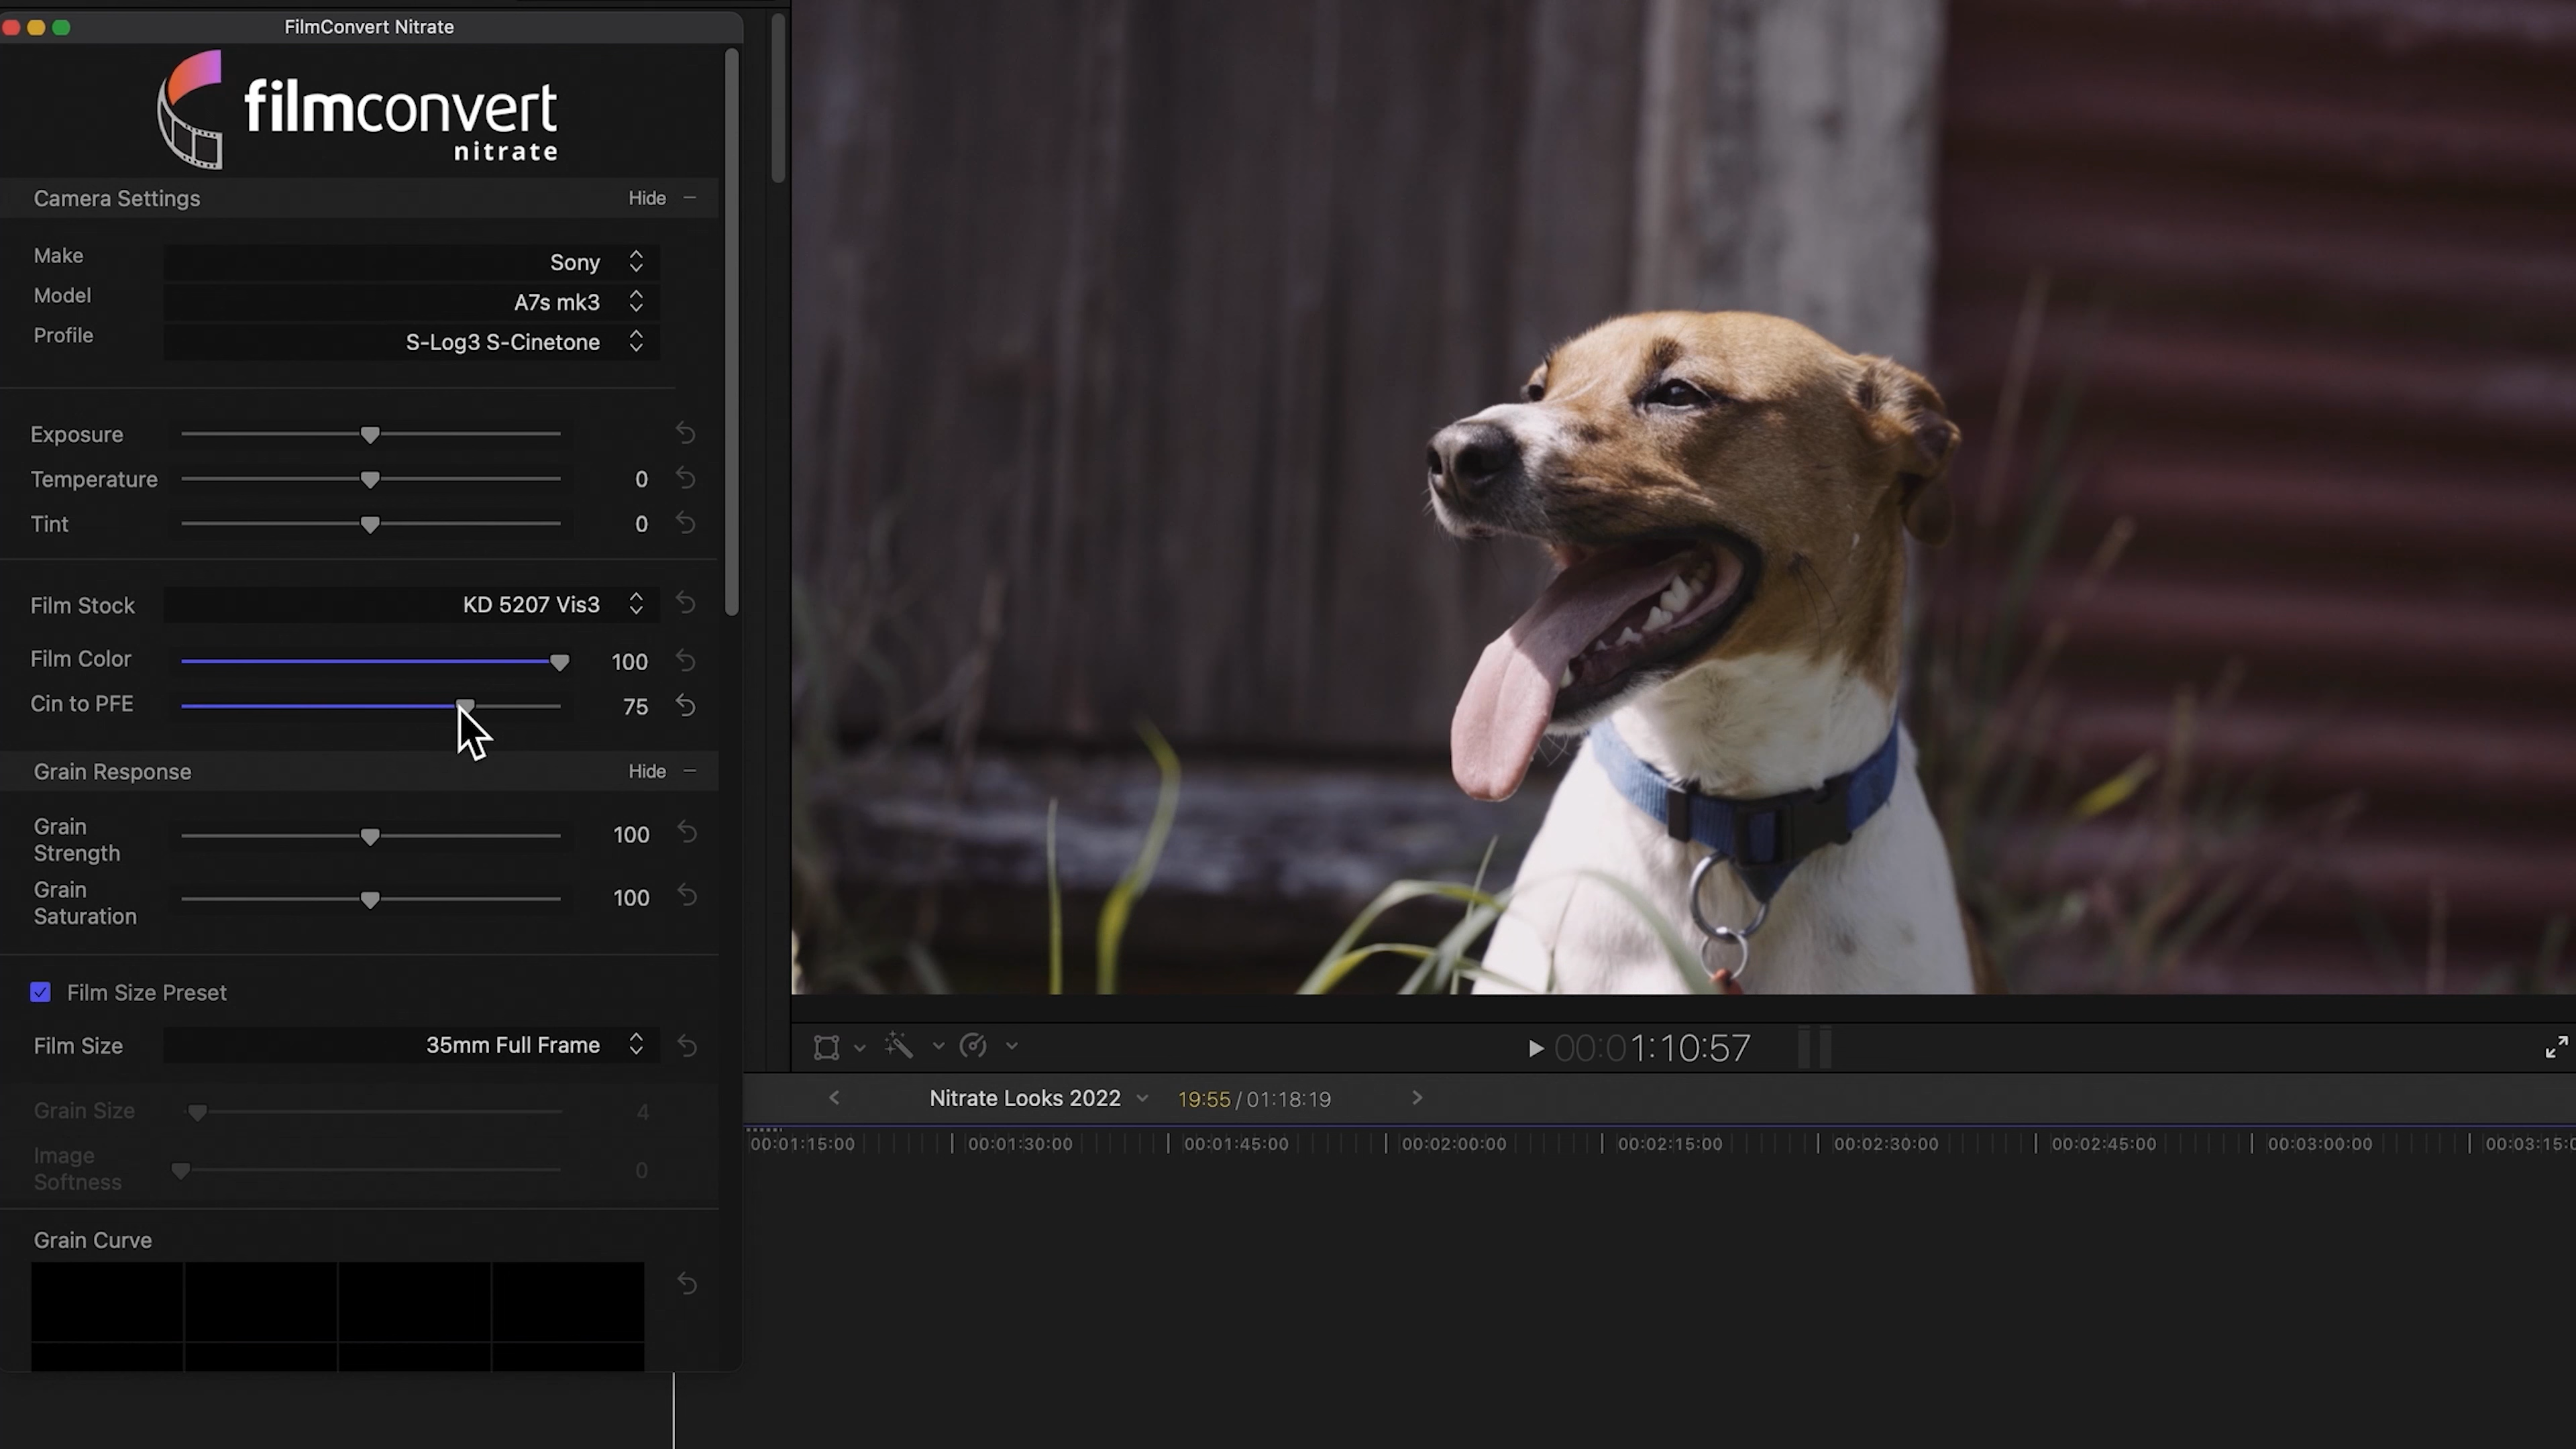 FilmConvert Nitrate
filmconvert
nitrate
Camera Settings Hide
Make Sony
Model A7s mk3
Profile S-Log3 S-Cinetone
Exposure
Temperature 0
Tint 0
Film Stock KD 5207 Vis3
Film Color 100
Cin to PFE 75
Grain Response Hide
Grain
Strength 100
Grain
Saturation 100
Film Size Preset
Film Size 35mm Full Frame
Grain Size 4
Image
Softness 0
Grain Curve
00:01:10:57
Nitrate Looks 2022 19:55 / 01:18:19
00:01:15:00 00:01:30:00 00:01:45:00 00:02:00:00 00:02:15:00 00:02:30:00 00:02:45:00 00:03:00:00